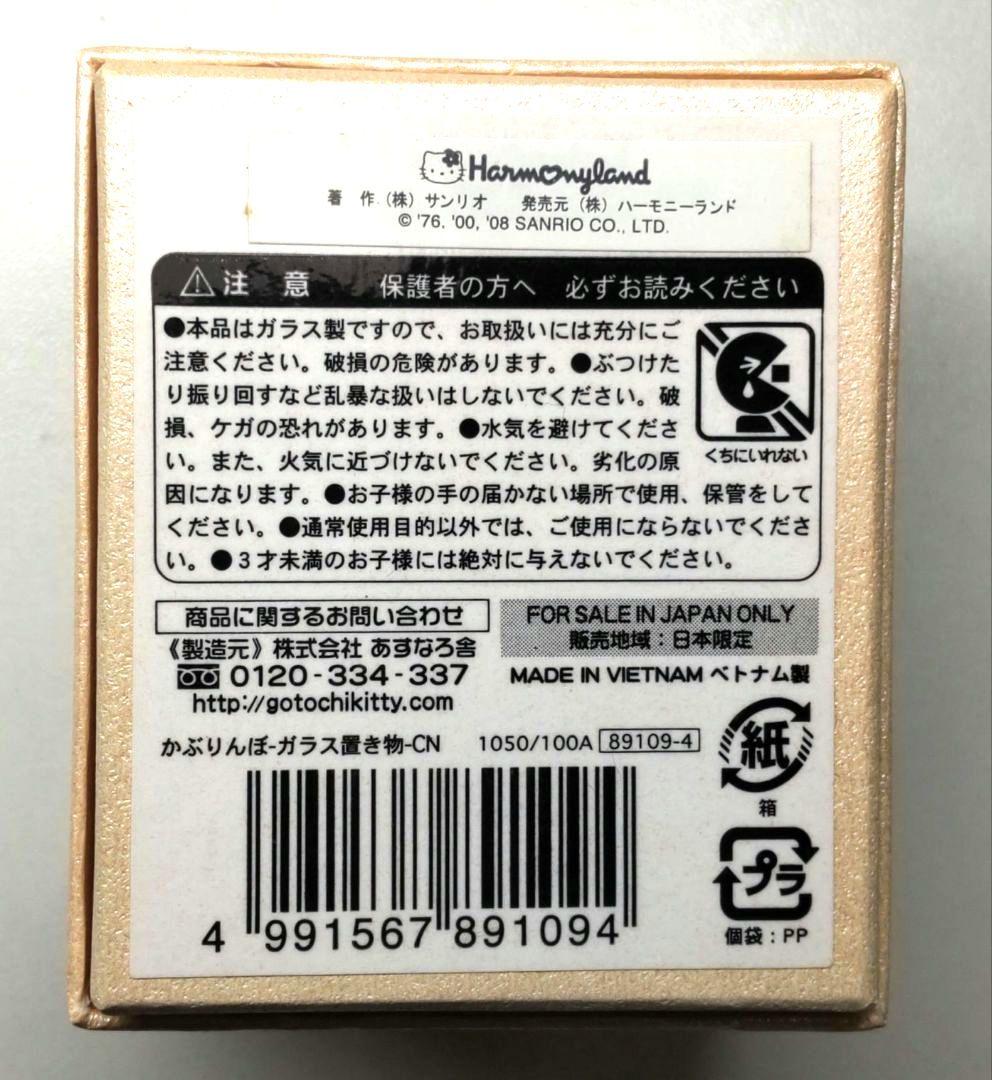 Harmonyland
著 作 (株) サンリオ 発売元 (株) ハーモニーランド
© '76. '00, '08 SANRIO CO., LTD.
⚠注 意 保護者の方へ 必ずお読みください
●本品はガラス製ですので、お取扱いには充分にご
注意ください。破損の危険があります。●ぶつけた
り振り回すなど乱暴な扱いはしないでください。破
損、ケガの恐れがあります。●水気を避けてくださ
い。また、火気に近づけないでください。劣化の原
因になります。●お子様の手の届かない場所で使用、保管をして
ください。●通常使用目的以外では、ご使用にならないでくださ
い。●3才未満のお子様には絶対に与えないでください。
くちにいれない
商品に関するお問い合わせ
《製造元》株式会社 あすなろ舎
0120-334-337
http://gotochikitty.com
FOR SALE IN JAPAN ONLY
販売地域：日本限定
MADE IN VIETNAM ベトナム製
かぶりんぼ-ガラス置き物-CN 1050/100A 89109-4
紙
箱
プラ
個袋：PP
4 991567 891094